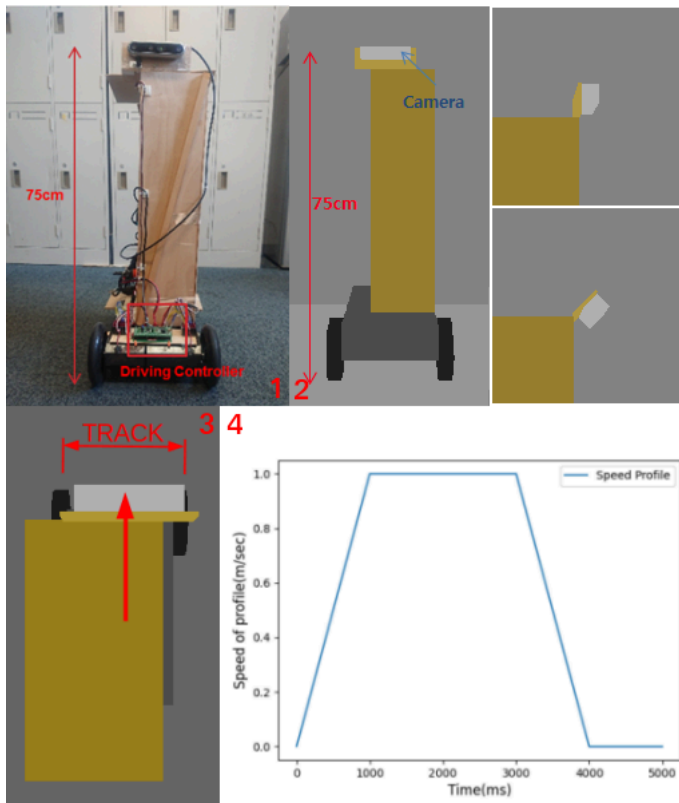 75cm
Driving Controller
1
2
Camera
75cm
3
4
TRACK
Speed Profile
Speed of profile(m/sec)
1.0
0.8
0.6
0.4
0.2
0.0
0 1000 2000 3000 4000 5000
Time(ms)